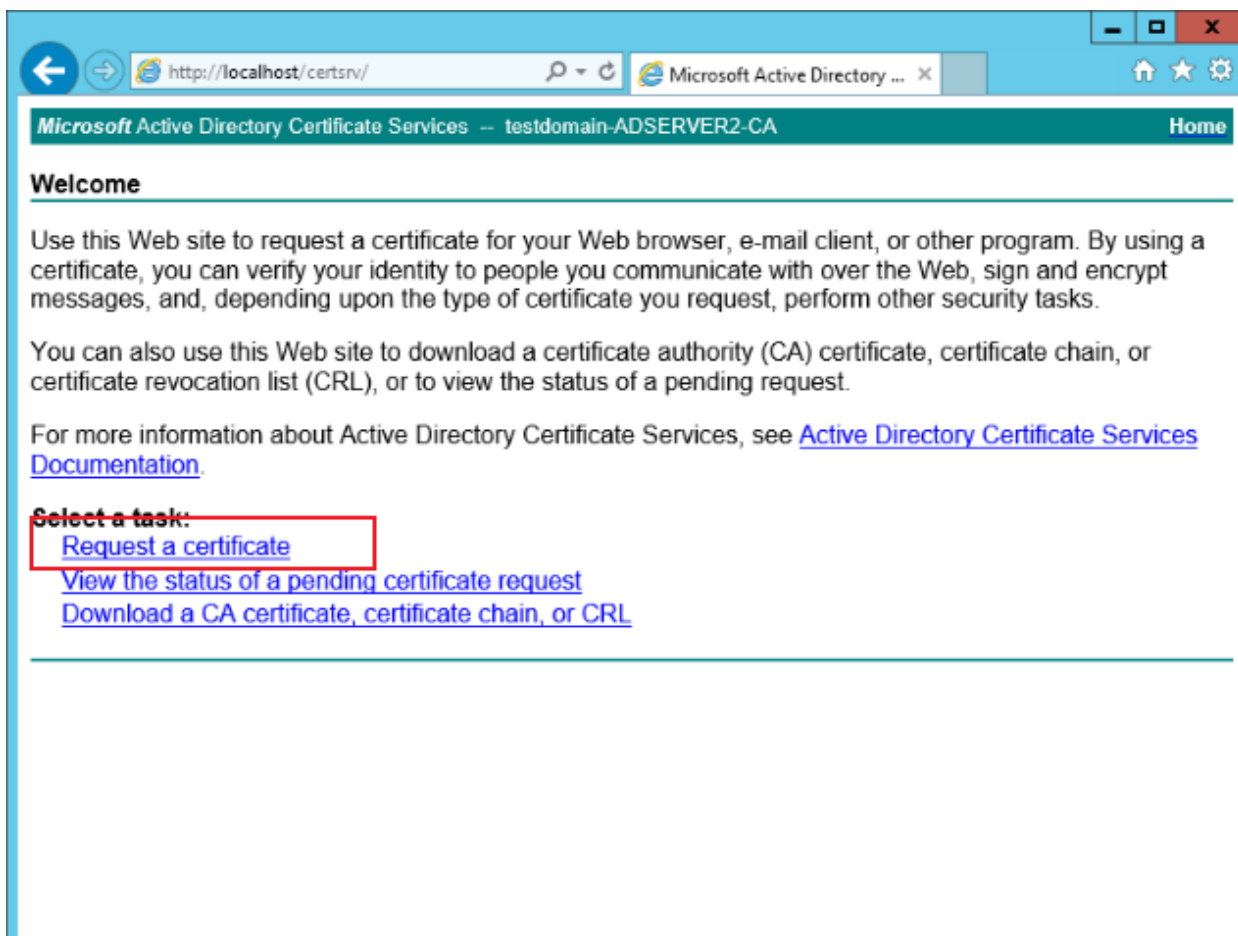 http://localhost/certsrv/
Microsoft Active Directory ...
Microsoft Active Directory Certificate Services -- testdomain-ADSERVER2-CA
Home
Welcome
Use this Web site to request a certificate for your Web browser, e-mail client, or other program. By using a
certificate, you can verify your identity to people you communicate with over the Web, sign and encrypt
messages, and, depending upon the type of certificate you request, perform other security tasks.
You can also use this Web site to download a certificate authority (CA) certificate, certificate chain, or
certificate revocation list (CRL), or to view the status of a pending request.
For more information about Active Directory Certificate Services, see Active Directory Certificate Services
Documentation.
Select a task:
Request a certificate
View the status of a pending certificate request
Download a CA certificate, certificate chain, or CRL